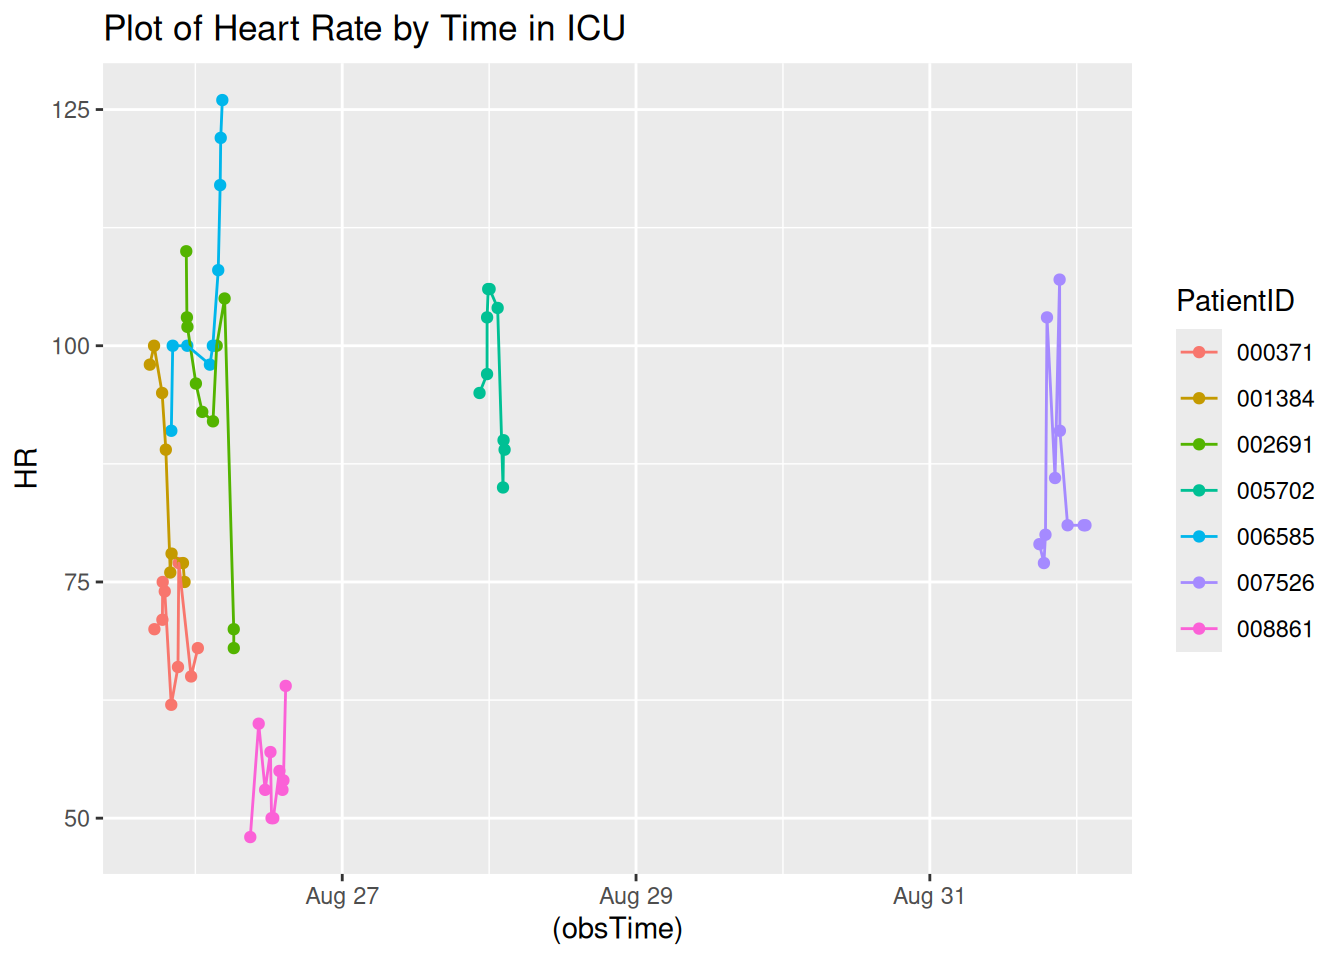 Plot of Heart Rate by Time in ICU
125
100
75
50
HR
Aug 27
Aug 29
Aug 31
(obsTime)
PatientID
000371
001384
002691
005702
006585
007526
008861